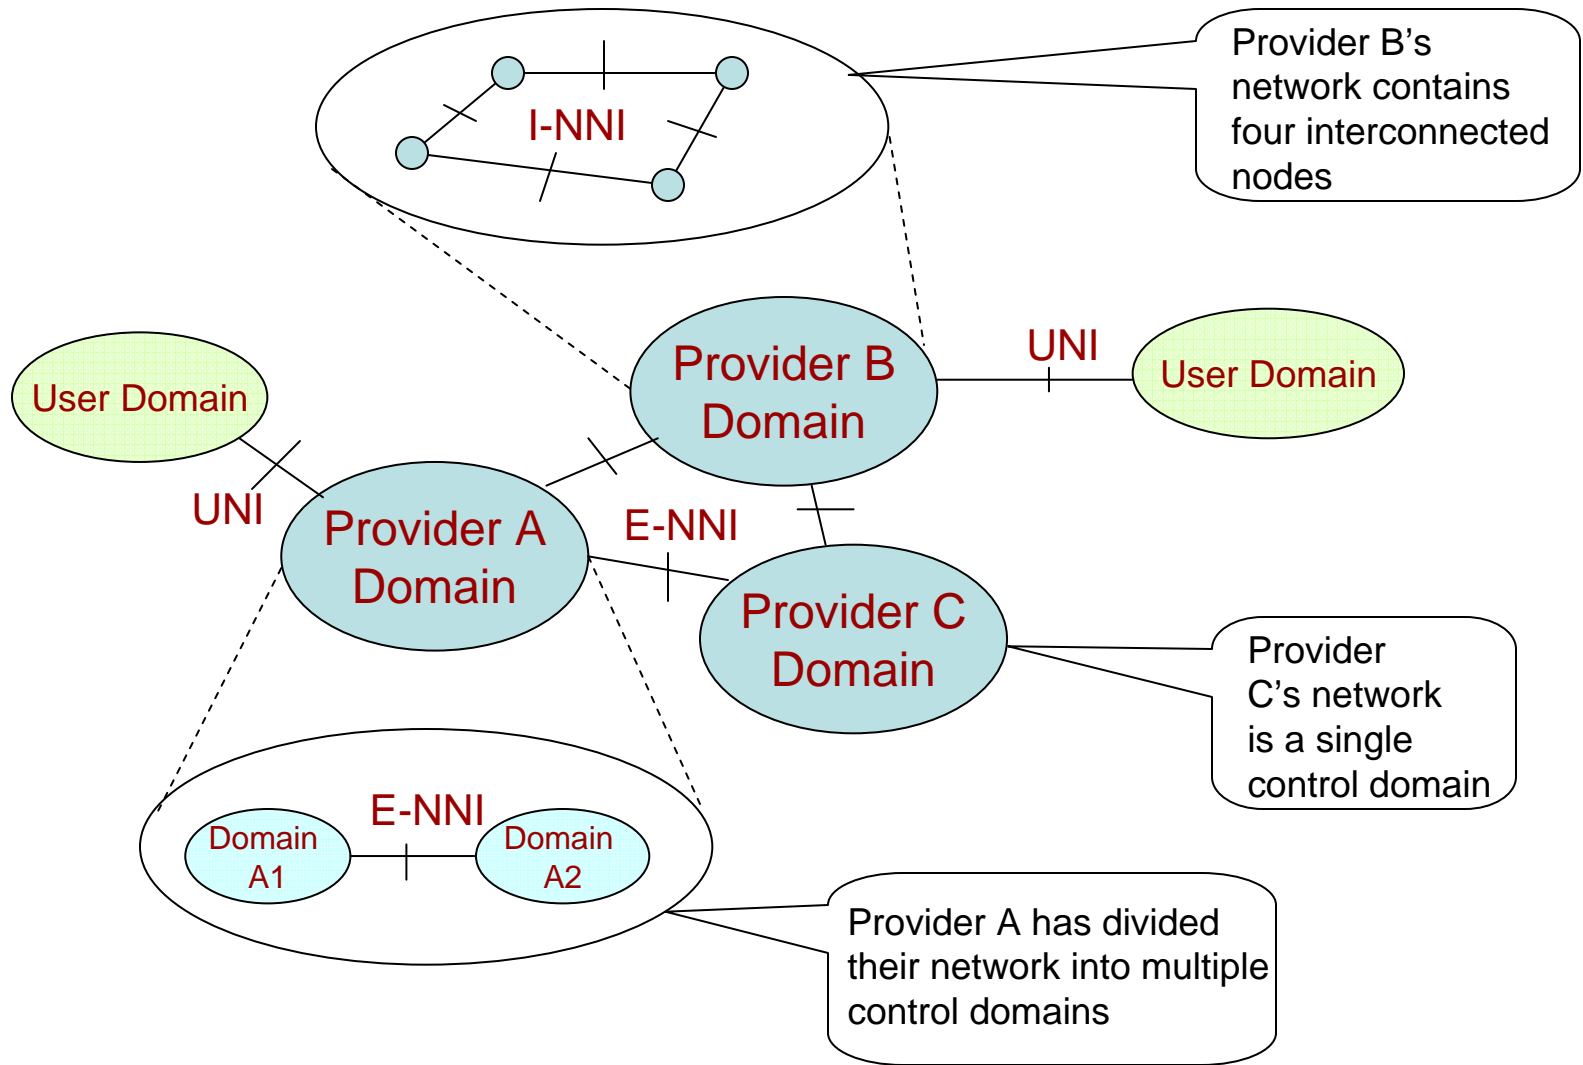 Provider B’s
network contains
four interconnected
nodes
I-NNI
UNI
User Domain
Provider B
Domain
User Domain
UNI
Provider A
Domain
E-NNI
Provider C
Domain
Provider
C’s network
is a single
control domain
E-NNI
Domain
A1
Domain
A2
Provider A has divided
their network into multiple
control domains